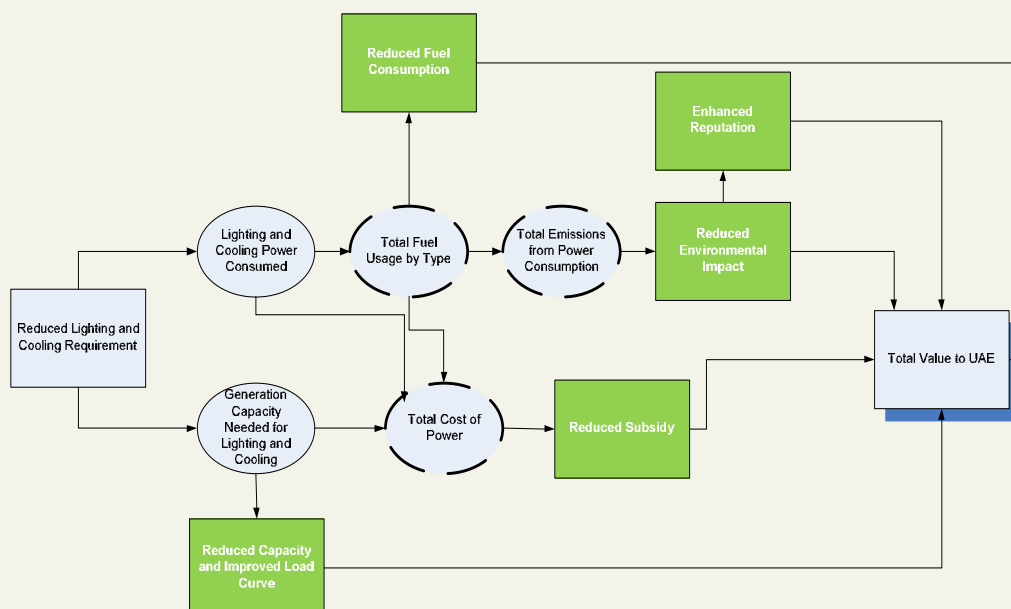 Reduced Fuel
Consumption
Enhanced
Reputation
Lighting and
Cooling Power
Consumed
Total Fuel
Usage by Type
Total Emissions
from Power
Consumption
Reduced
Environmental
Impact
Reduced Lighting and
Cooling Requirement
Total Value to UAE
Generation
Capacity
Needed for
Lighting and
Cooling
Total Cost of
Power
Reduced Subsidy
Reduced Capacity
and Improved Load
Curve